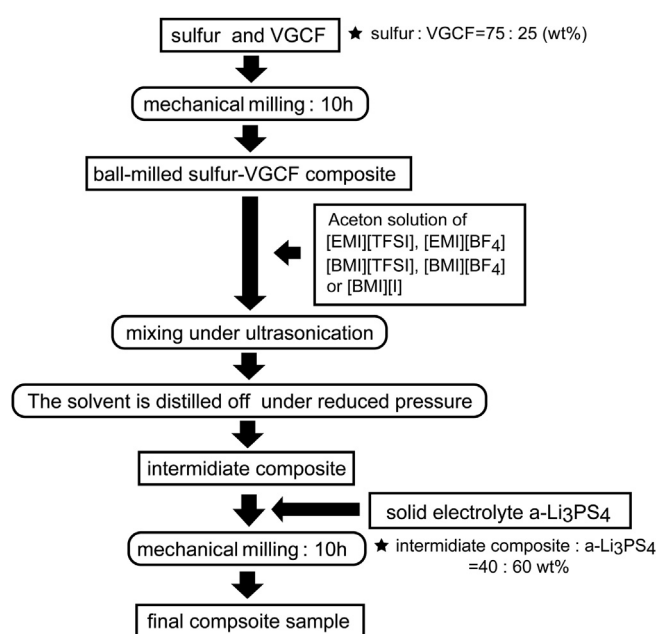 sulfur and VGCF
★ sulfur : VGCF=75 : 25 (wt%)
mechanical milling : 10h
ball-milled sulfur-VGCF composite
Aceton solution of
[EMI][TFSI], [EMI][BF4]
[BMI][TFSI], [BMI][BF4]
or [BMI][I]
mixing under ultrasonication
The solvent is distilled off under reduced pressure
intermidiate composite
solid electrolyte a-Li3PS4
mechanical milling : 10h
★ intermidiate composite : a-Li3PS4
=40 : 60 wt%
final compsoite sample